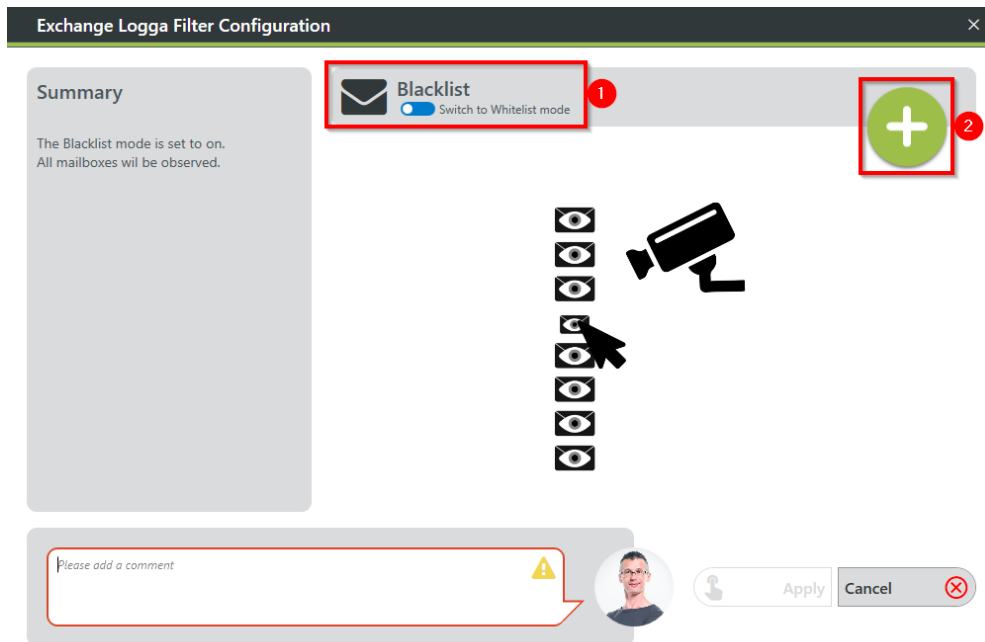 Exchange Logga Filter Configuration
Summary
The Blacklist mode is set to on.
All mailboxes wil be observed.
Blacklist
Switch to Whitelist mode
1
2
Please add a comment
Apply
Cancel